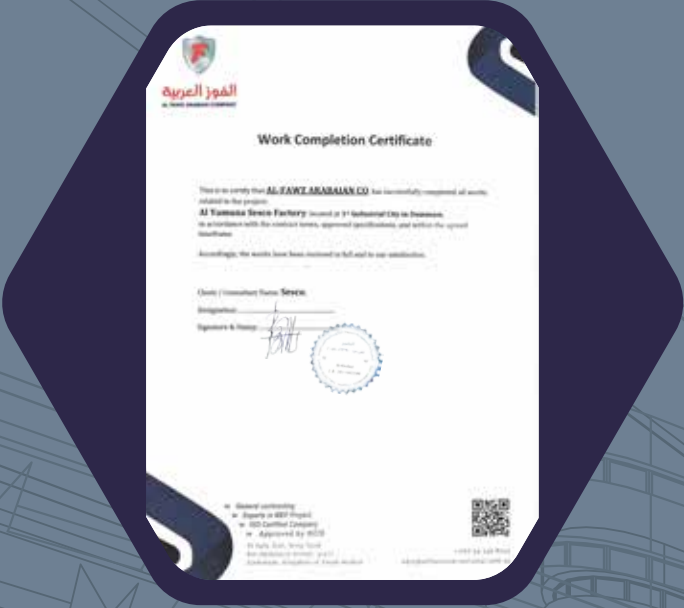 الفوز العربية
AL FAWZ ARABIAN COMPANY
Work Completion Certificate
This is to certify that AL-FAWZ ARABAIAN CO has successfully completed all works
related to the project:
Al Yamama Sesco Factory located at Industrial City in Dammam,
in accordance with the contract terms, approved specifications, and within the agreed
timeframe.
Accordingly, the works have been received in full and to our satisfaction.
Client / Consultant Name: Sesco
Designation:
Signature & Stamp:
General contracting
Experts in MEP Project
ISO Certified Company
Approved by